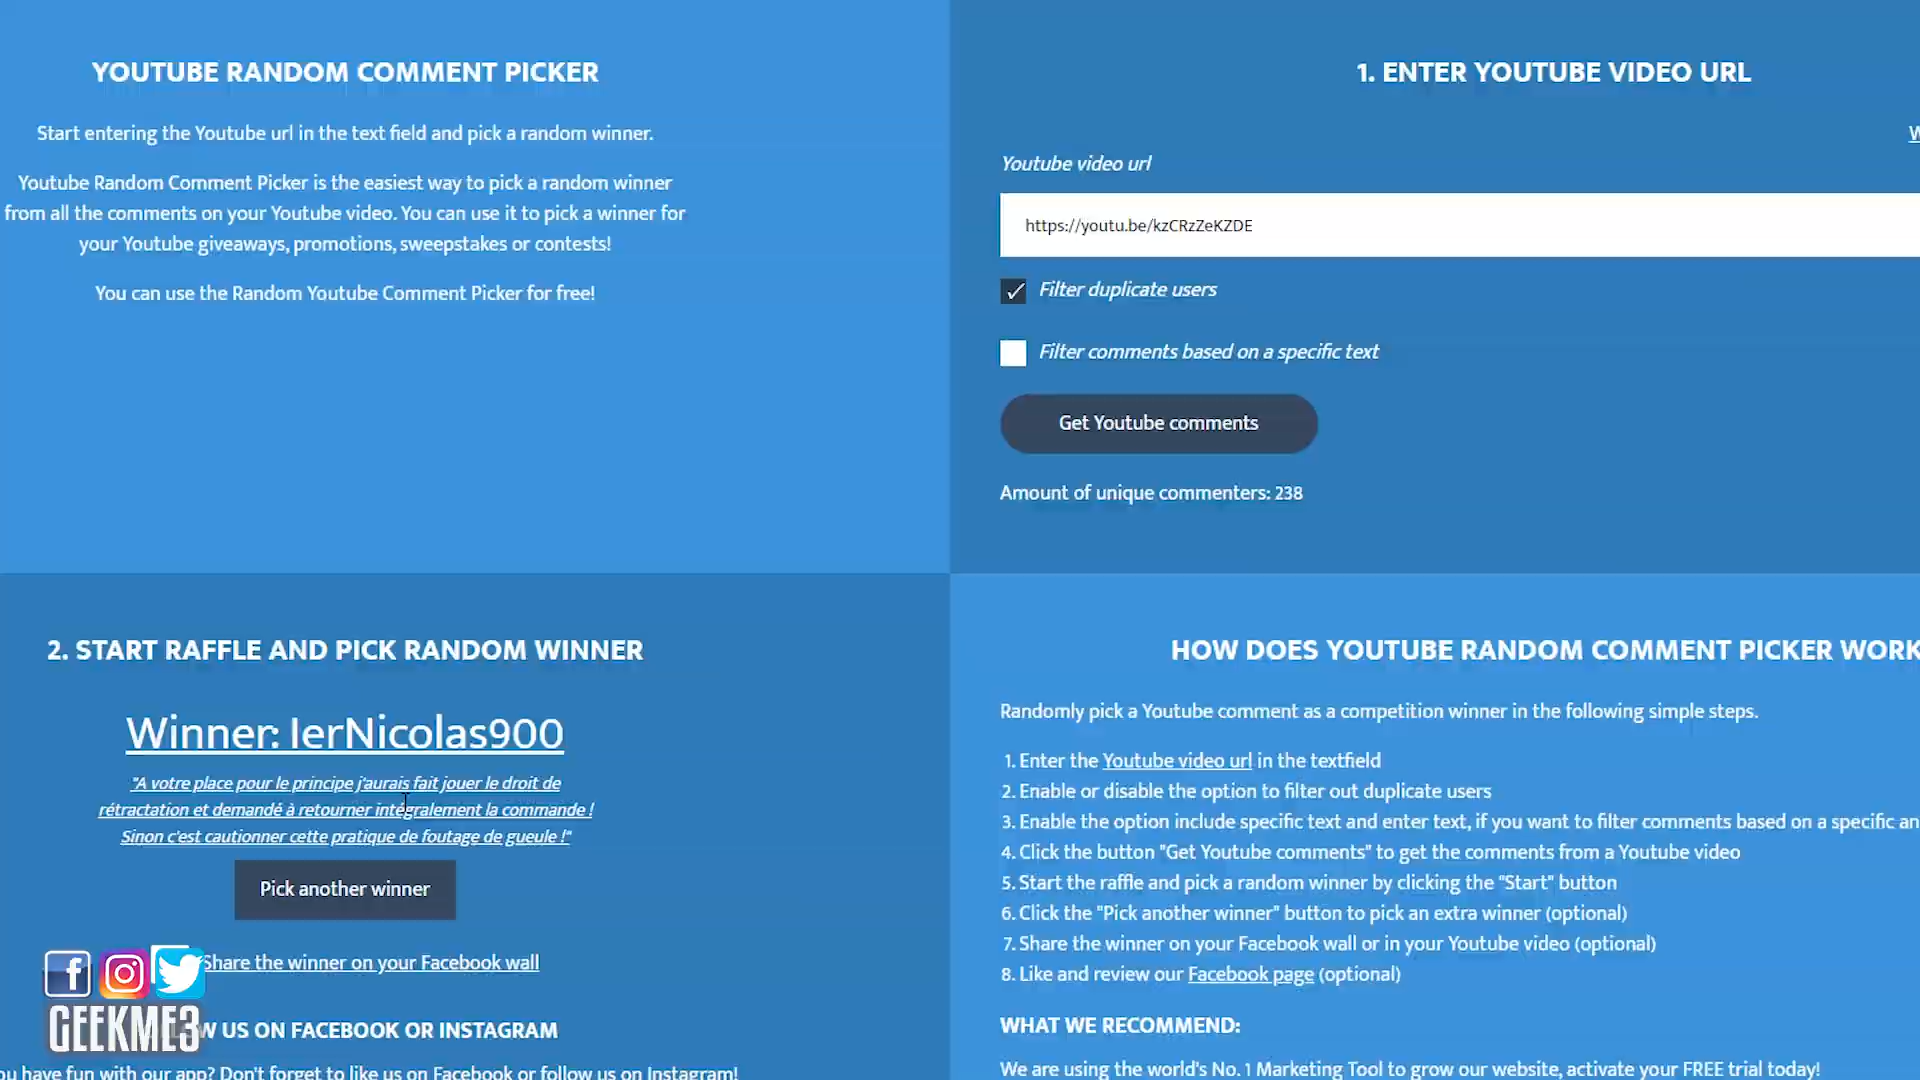 YOUTUBE RANDOM COMMENT PICKER
Start entering the Youtube url in the text field and pick a random winner.
Youtube Random Comment Picker is the easiest way to pick a random winner
from all the comments on your Youtube video. You can use it to pick a winner for
your Youtube giveaways, promotions, sweepstakes or contests!
You can use the Random Youtube Comment Picker for free!
1. ENTER YOUTUBE VIDEO URL
W
Youtube video url
https://youtu.be/kzCRzZeKZDE
Filter duplicate users
Filter comments based on a specific text
Get Youtube comments
Amount of unique commenters: 238
2. START RAFFLE AND PICK RANDOM WINNER
Winner: IerNicolas900
"A votre place pour le principe j'aurais fait jouer le droit de
rétractation et demandé à retourner intégralement la commande !
Sinon c'est cautionner cette pratique de foutage de gueule !"
Pick another winner
Share the winner on your Facebook wall
GEEKME3
W US ON FACEBOOK OR INSTAGRAM
ou have fun with our app? Don't forget to like us on Facebook or follow us on Instagram!
HOW DOES YOUTUBE RANDOM COMMENT PICKER WORK
Randomly pick a Youtube comment as a competition winner in the following simple steps.
1. Enter the Youtube video url in the textfield
2. Enable or disable the option to filter out duplicate users
3. Enable the option include specific text and enter text, if you want to filter comments based on a specific an
4. Click the button "Get Youtube comments" to get the comments from a Youtube video
5. Start the raffle and pick a random winner by clicking the "Start" button
6. Click the "Pick another winner" button to pick an extra winner (optional)
7. Share the winner on your Facebook wall or in your Youtube video (optional)
8. Like and review our Facebook page (optional)
WHAT WE RECOMMEND:
We are using the world's No. 1 Marketing Tool to grow our website, activate your FREE trial today!